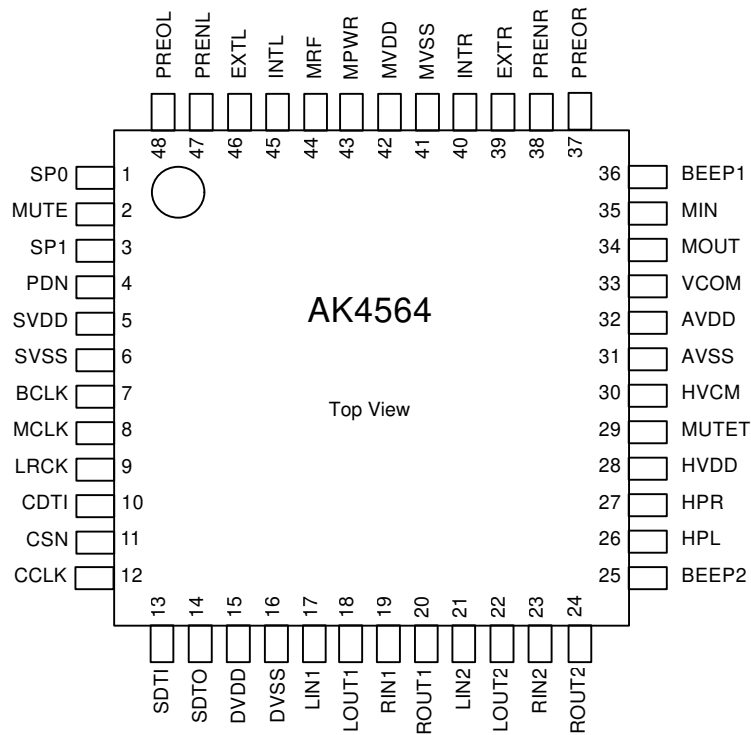 PREOL PRENL EXTL INTL MRF MPWR MVDD MVSS INTR EXTR PRENR PREOR
48 47 46 45 44 43 42 41 40 39 38 37
SP0 1 36 BEEP1
MUTE 2 35 MIN
SP1 3 34 MOUT
PDN 4 33 VCOM
AK4564
SVDD 5 32 AVDD
SVSS 6 31 AVSS
BCLK 7 30 HVCM
Top View
MCLK 8 29 MUTET
LRCK 9 28 HVDD
CDTI 10 27 HPR
CSN 11 26 HPL
CCLK 12 25 BEEP2
13 14 15 16 17 18 19 20 21 22 23 24
SDTI SDTO DVDD DVSS LIN1 LOUT1 RIN1 ROUT1 LIN2 LOUT2 RIN2 ROUT2